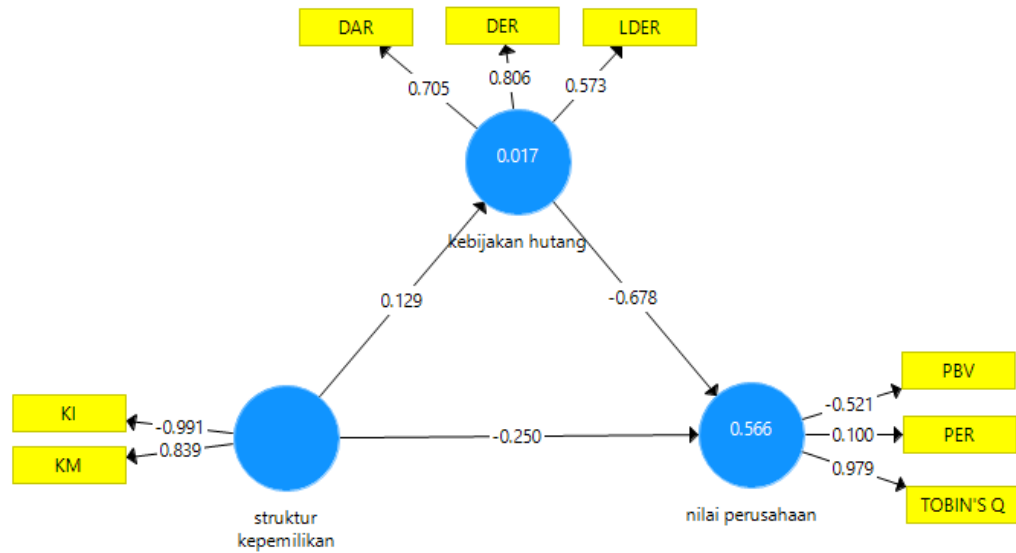 DAR
DER
LDER
0.705
0.806
0.573
0.017
kebijakan hutang
0.129
-0.678
KI
KM
-0.991
0.839
-0.250
0.566
PBV
PER
TOBIN'S Q
-0.521
0.100
0.979
struktur
kepemilikan
nilai perusahaan